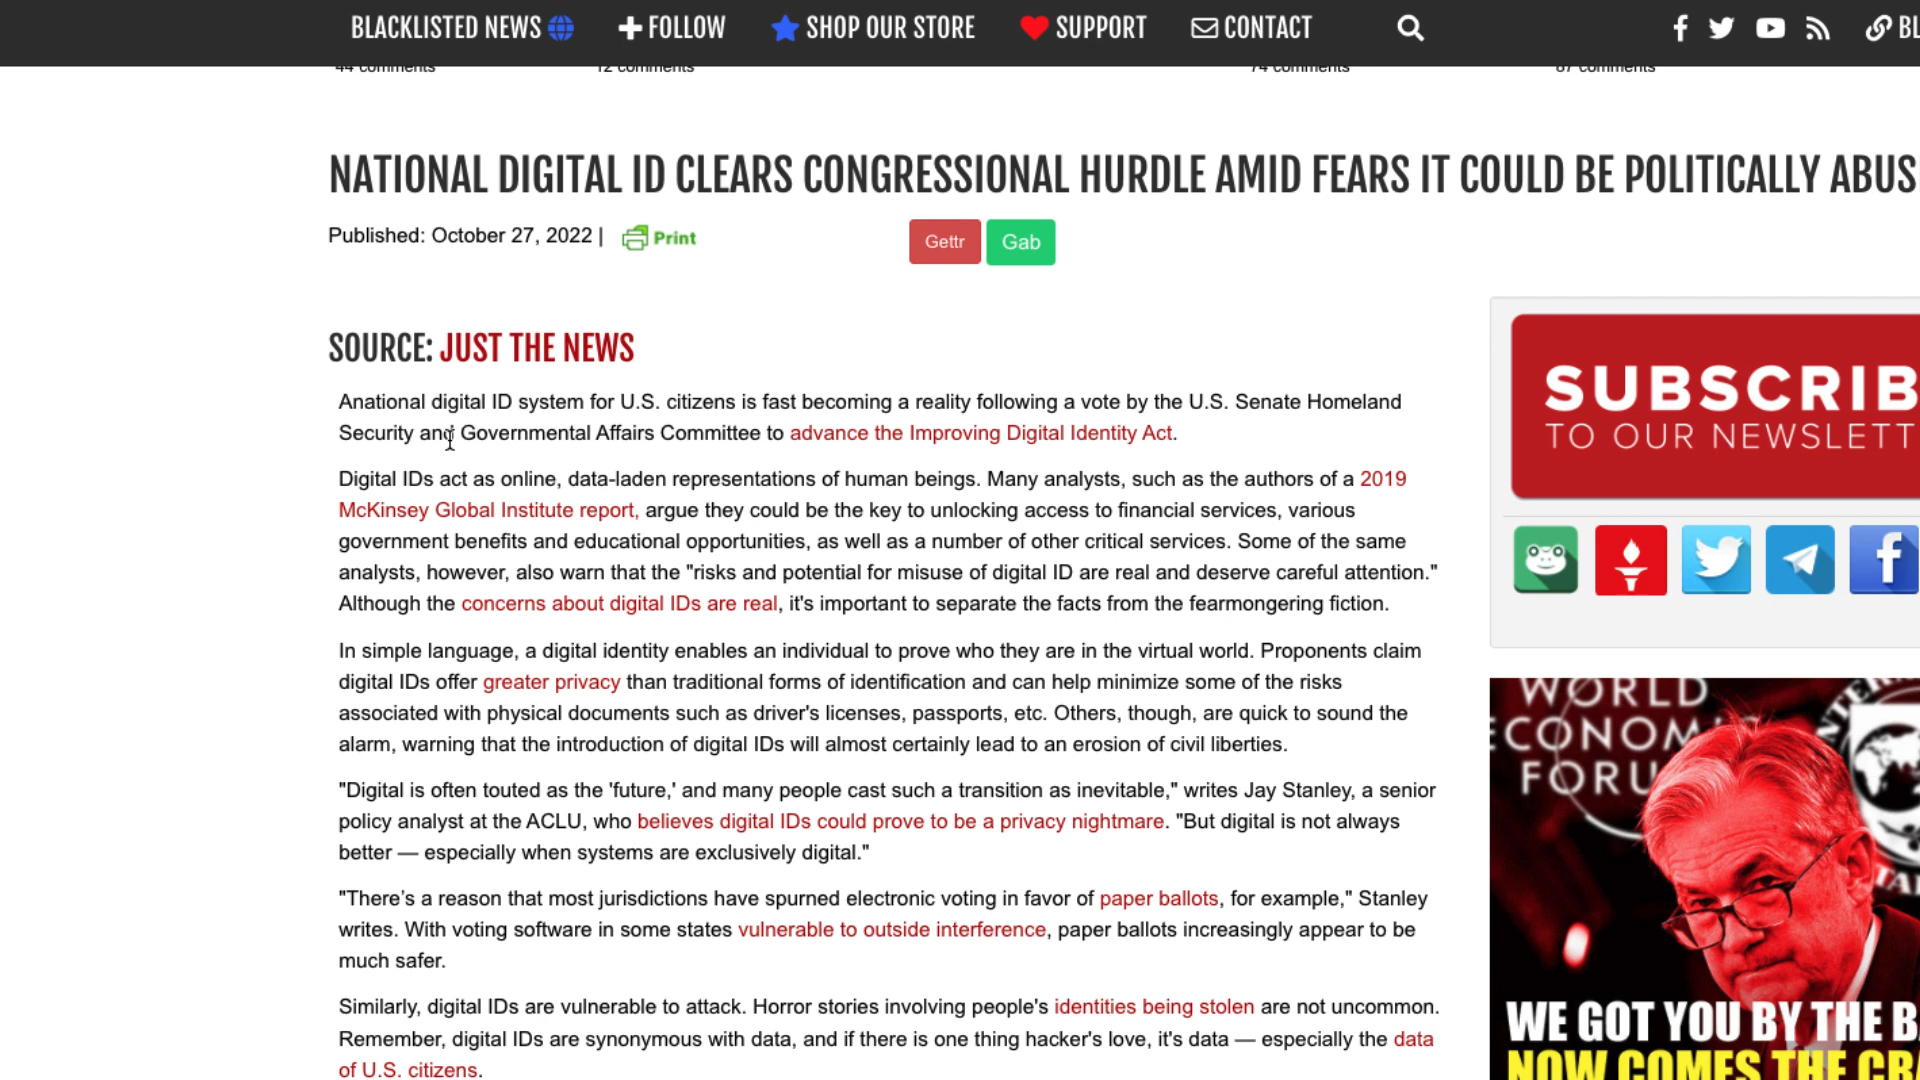 BLACKLISTED NEWS FOLLOW SHOP OUR STORE SUPPORT CONTACT BL
44 comments 12 comments 74 comments 87 comments
NATIONAL DIGITAL ID CLEARS CONGRESSIONAL HURDLE AMID FEARS IT COULD BE POLITICALLY ABUS
Published: October 27, 2022 | Print Gettr Gab
SOURCE: JUST THE NEWS
Anational digital ID system for U.S. citizens is fast becoming a reality following a vote by the U.S. Senate Homeland
Security and Governmental Affairs Committee to advance the Improving Digital Identity Act.
Digital IDs act as online, data-laden representations of human beings. Many analysts, such as the authors of a 2019
McKinsey Global Institute report, argue they could be the key to unlocking access to financial services, various
government benefits and educational opportunities, as well as a number of other critical services. Some of the same
analysts, however, also warn that the "risks and potential for misuse of digital ID are real and deserve careful attention."
Although the concerns about digital IDs are real, it's important to separate the facts from the fearmongering fiction.
In simple language, a digital identity enables an individual to prove who they are in the virtual world. Proponents claim
digital IDs offer greater privacy than traditional forms of identification and can help minimize some of the risks
associated with physical documents such as driver's licenses, passports, etc. Others, though, are quick to sound the
alarm, warning that the introduction of digital IDs will almost certainly lead to an erosion of civil liberties.
"Digital is often touted as the 'future,' and many people cast such a transition as inevitable," writes Jay Stanley, a senior
policy analyst at the ACLU, who believes digital IDs could prove to be a privacy nightmare. "But digital is not always
better — especially when systems are exclusively digital."
"There's a reason that most jurisdictions have spurned electronic voting in favor of paper ballots, for example," Stanley
writes. With voting software in some states vulnerable to outside interference, paper ballots increasingly appear to be
much safer.
Similarly, digital IDs are vulnerable to attack. Horror stories involving people's identities being stolen are not uncommon.
Remember, digital IDs are synonymous with data, and if there is one thing hacker's love, it's data — especially the data
of U.S. citizens.
SUBSCRIB
TO OUR NEWSLETT
WORLD
ECONOM
FORU
WE GOT YOU BY THE B
NOW COMES THE CR